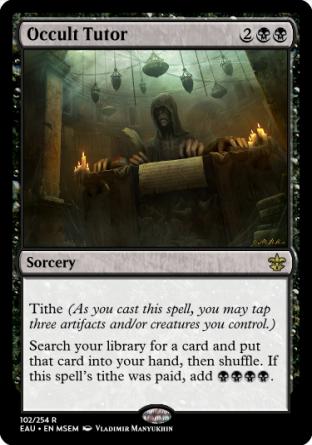 Occult Tutor 2
Sorcery
Tithe (As you cast this spell, you may tap
three artifacts and/or creatures you control.)
Search your library for a card and put
that card into your hand, then shuffle. If
this spell's tithe was paid, add
102/254 R
EAU • EN MSEM Vladimir Manyukhin